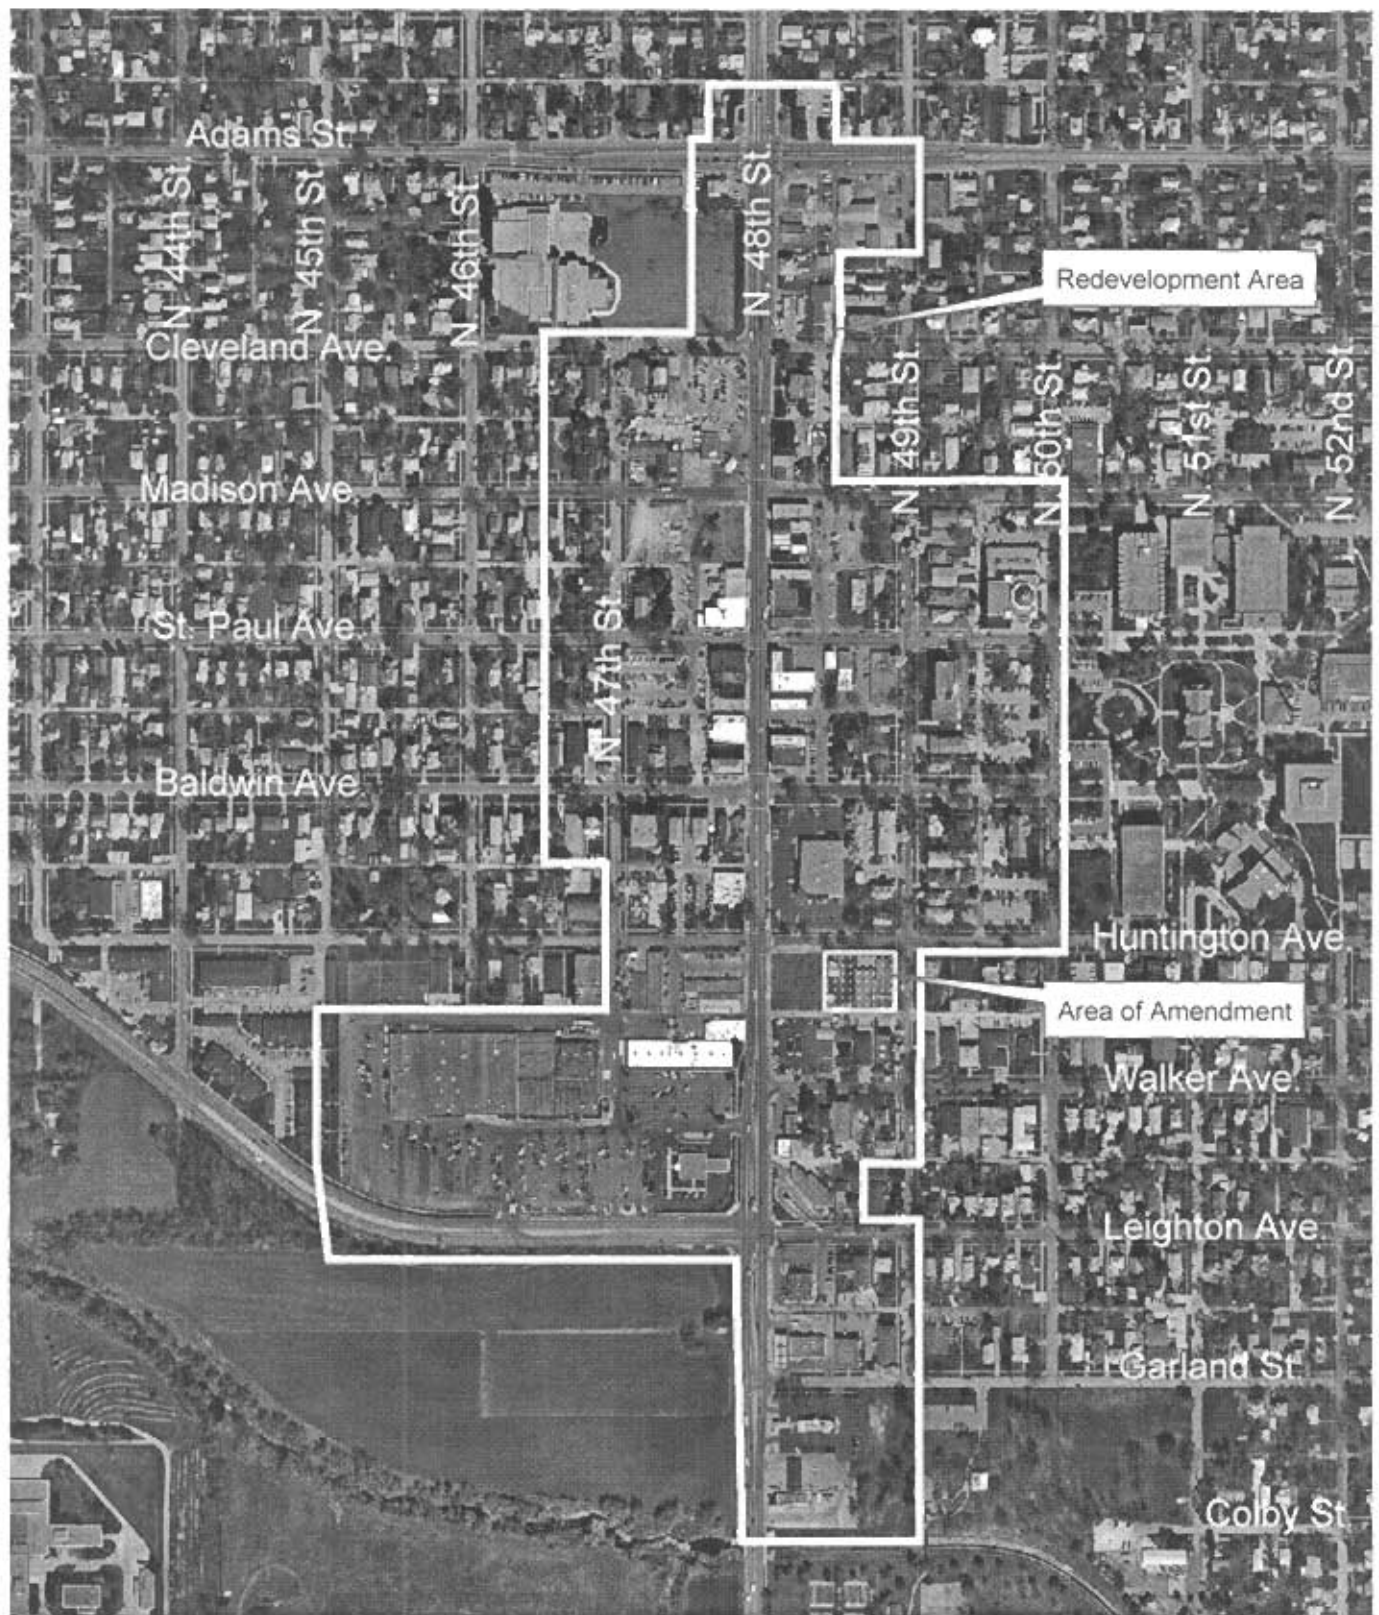 Adams St.
N 44th St.
N 45th St.
N 46th St.
N 48th St.
Redevelopment Area
Cleveland Ave.
N 49th St.
N 60th St.
N 51st St.
N 52nd St.
Madison Ave.
St. Paul Ave.
N 47th St.
Baldwin Ave.
Huntington Ave.
Area of Amendment
Walker Ave.
Leighton Ave.
Garland St.
Colby St.